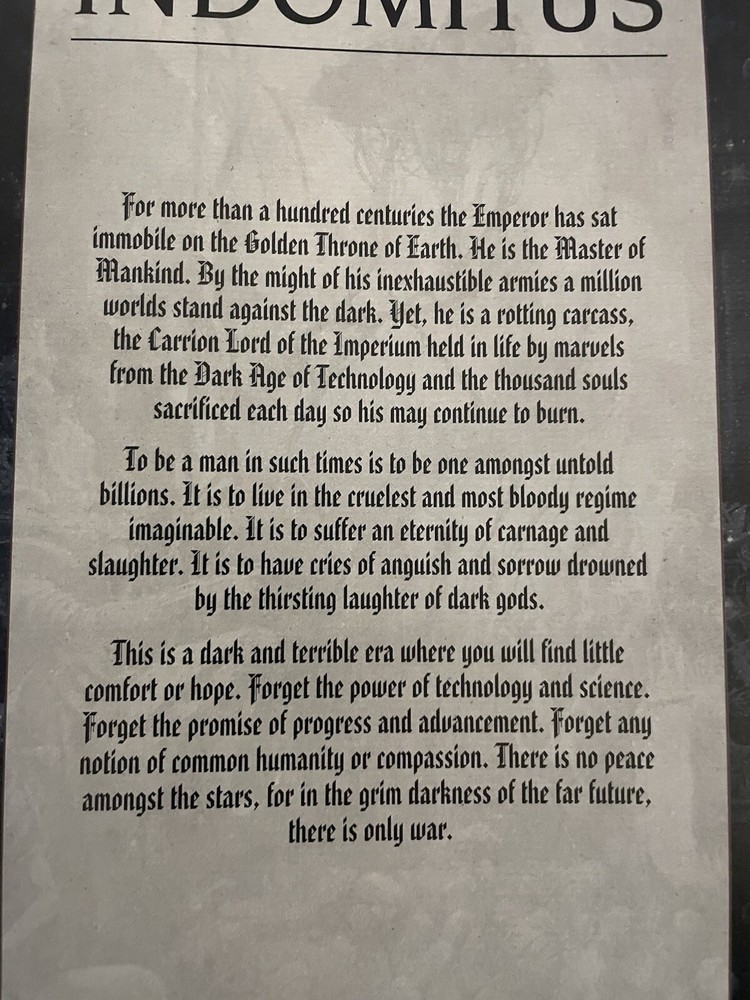 INDOMITUS
For more than a hundred centuries the Emperor has sat
immobile on the Golden Throne of Earth. He is the Master of
Mankind. By the might of his inexhaustible armies a million
worlds stand against the dark. Yet, he is a rotting carcass,
the Carrion Lord of the Imperium held in life by marvels
from the Dark Age of Technology and the thousand souls
sacrificed each day so his may continue to burn.
To be a man in such times is to be one amongst untold
billions. It is to live in the cruelest and most bloody regime
imaginable. It is to suffer an eternity of carnage and
slaughter. It is to have cries of anguish and sorrow drowned
by the thirsting laughter of dark gods.
This is a dark and terrible era where you will find little
comfort or hope. Forget the power of technology and science.
Forget the promise of progress and advancement. Forget any
notion of common humanity or compassion. There is no peace
amongst the stars, for in the grim darkness of the far future,
there is only war.